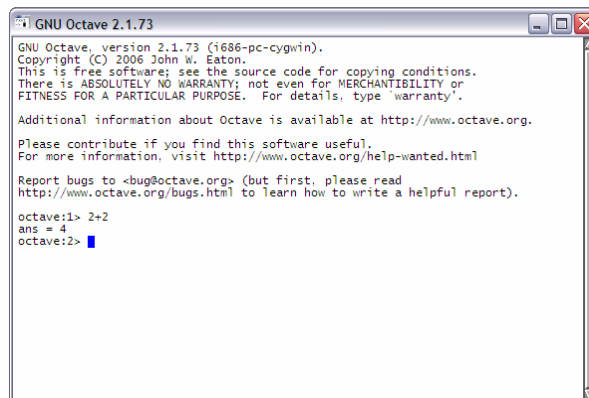 GNU Octave 2.1.73
GNU Octave, version 2.1.73 (i686-pc-cygwin).
Copyright (C) 2006 John W. Eaton.
This is free software; see the source code for copying conditions.
There is ABSOLUTELY NO WARRANTY; not even for MERCHANTIBILITY or
FITNESS FOR A PARTICULAR PURPOSE.  For details, type `warranty'.
Additional information about Octave is available at http://www.octave.org.
Please contribute if you find this software useful.
For more information, visit http://www.octave.org/help-wanted.html
Report bugs to <bug@octave.org> (but first, please read
http://www.octave.org/bugs.html to learn how to write a helpful report).
octave:1> 2+2
ans = 4
octave:2>